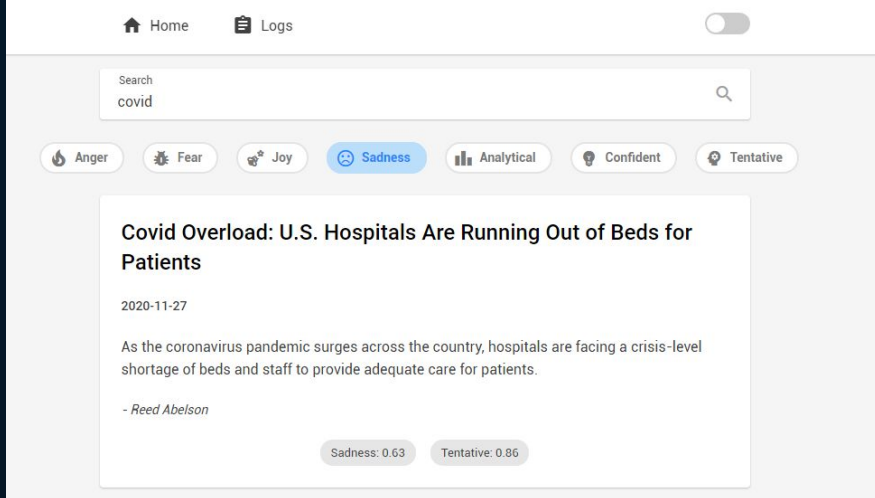 Home Logs
Search
covid
Anger Fear Joy Sadness Analytical Confident Tentative
Covid Overload: U.S. Hospitals Are Running Out of Beds for
Patients
2020-11-27
As the coronavirus pandemic surges across the country, hospitals are facing a crisis-level
shortage of beds and staff to provide adequate care for patients.
- Reed Abelson
Sadness: 0.63 Tentative: 0.86